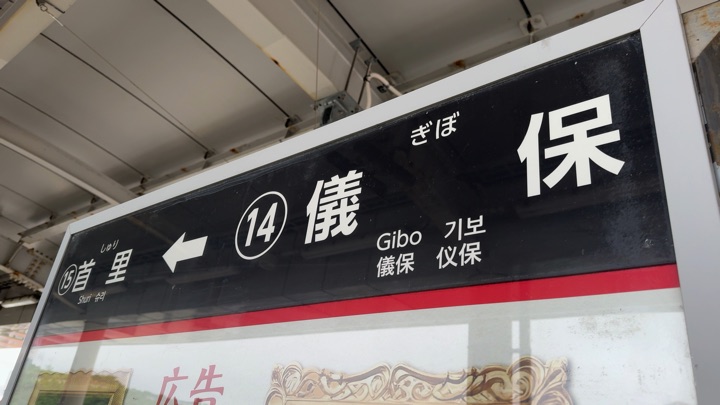 しゅり
⑮首里
Shuri 슈리
←
ぎぼ
⑭儀保
Gibo 기보
儀保 仪保
広告